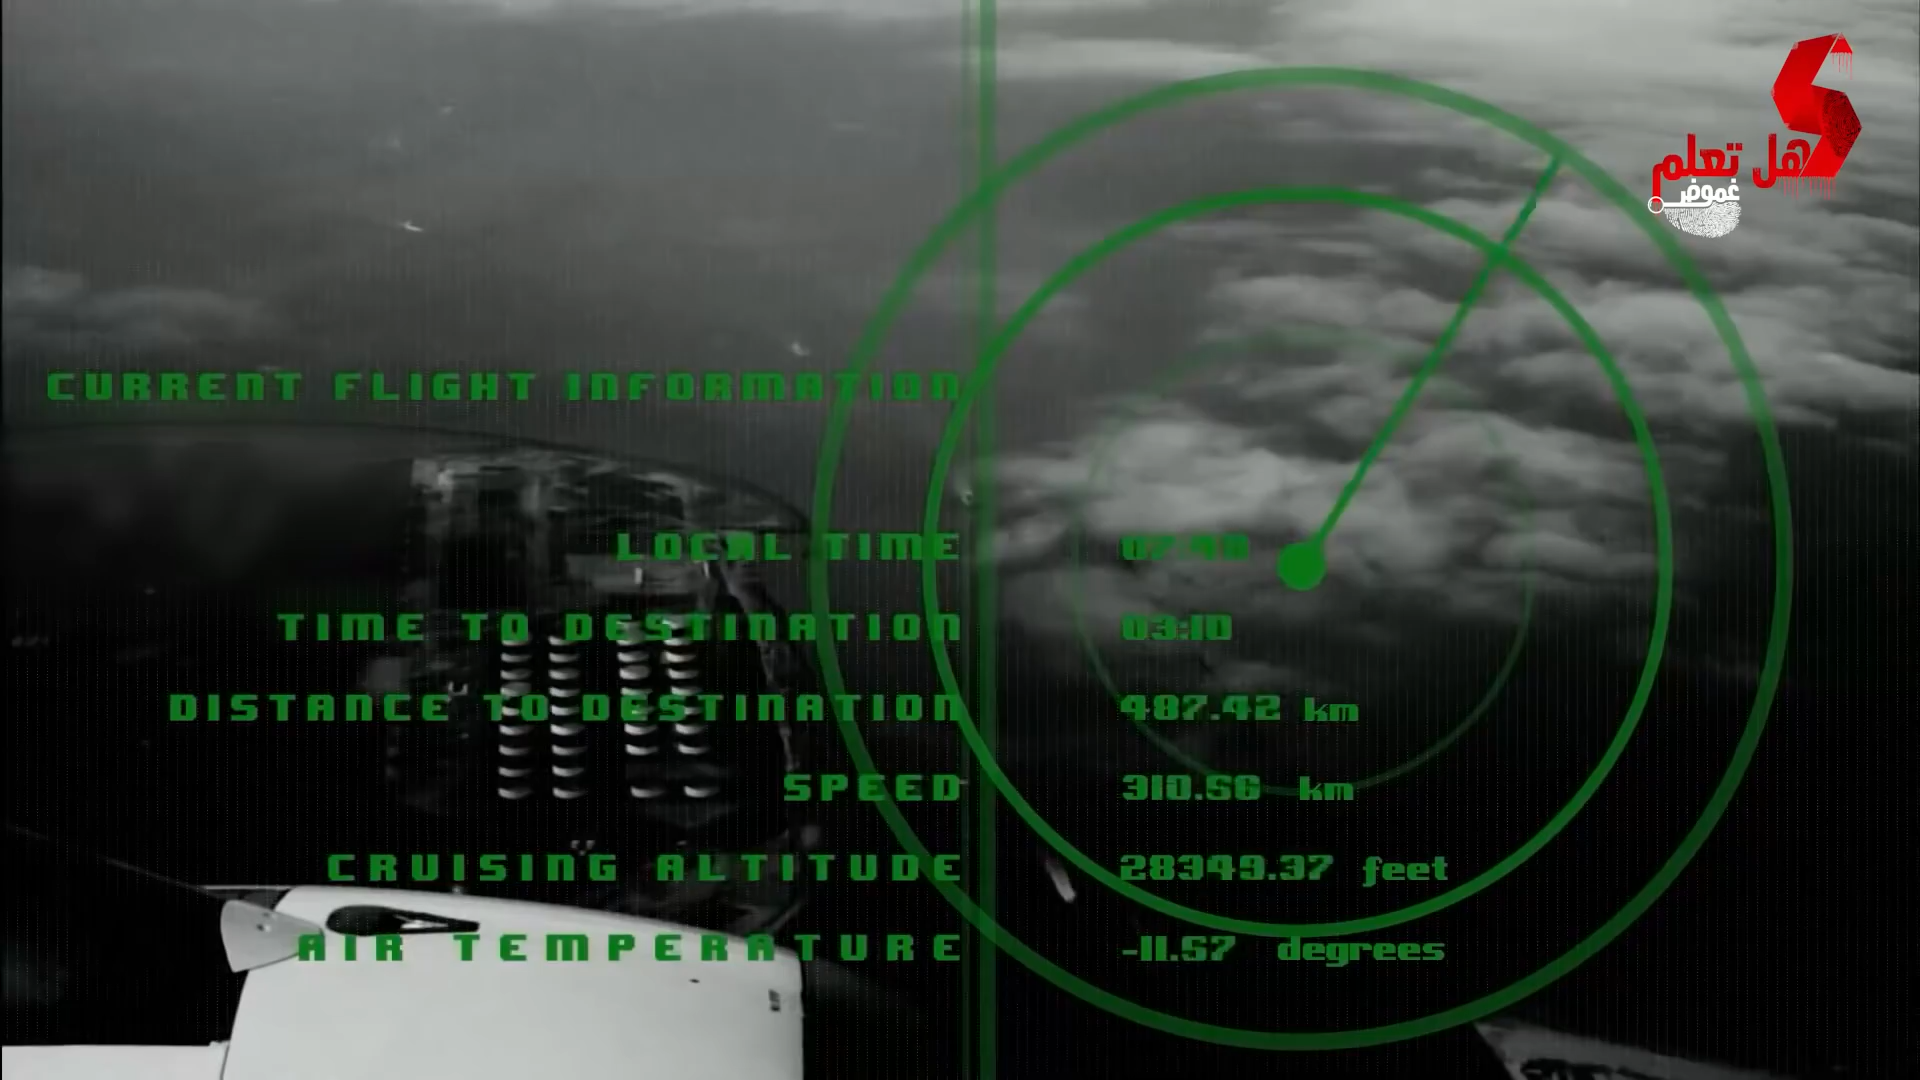 هل تعلم
غموض
CURRENT FLIGHT INFORMATION
LOCAL TIME
TIME TO DESTINATION 03:10
DISTANCE TO DESTINATION 487.42 km
SPEED 310.56 km
CRUISING ALTITUDE 28349.37 feet
AIR TEMPERATURE -11.57 degrees